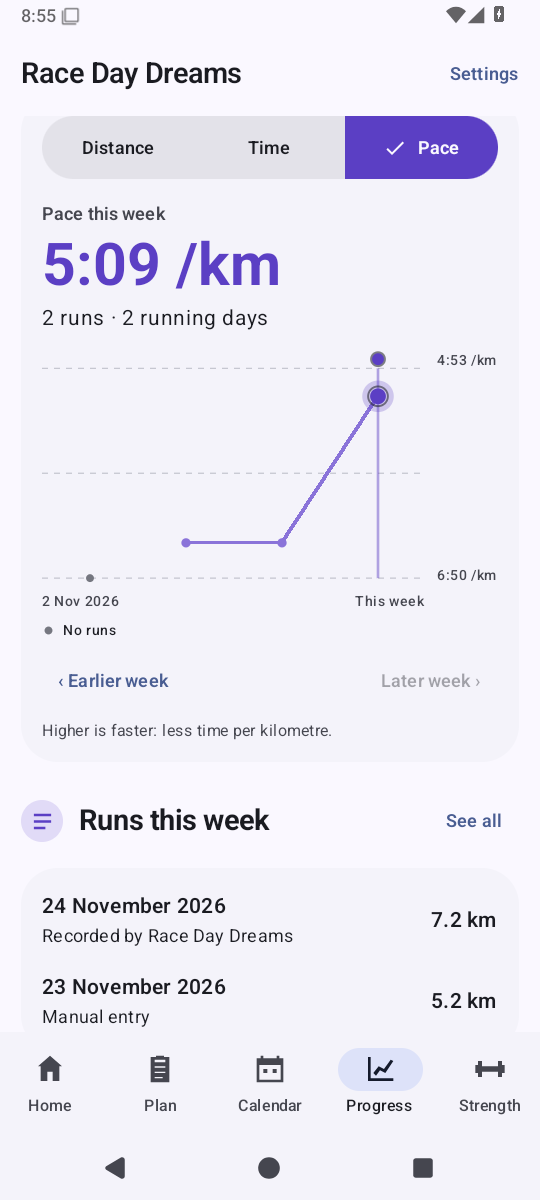 8:55
Race Day Dreams
Settings
Distance
Time
Pace
Pace this week
5:09 /km
2 runs · 2 running days
4:53 /km
6:50 /km
2 Nov 2026
This week
No runs
‹ Earlier week
Later week ›
Higher is faster: less time per kilometre.
Runs this week
See all
24 November 2026
7.2 km
Recorded by Race Day Dreams
23 November 2026
5.2 km
Manual entry
Home
Plan
Calendar
Progress
Strength